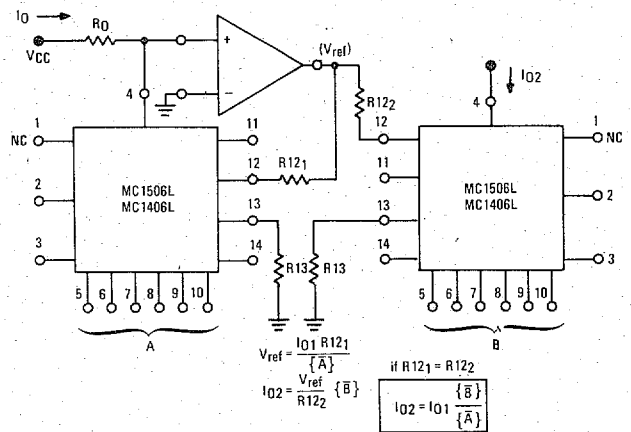 I0
R0
VCC
+
−
(Vref)
4
R122
I02
4
12
1
NC
11
12
R121
2
13
3
14
MC1506L
MC1406L
R13
R13
5
6
7
8
9
10
A
11
13
14
MC1506L
MC1406L
1
NC
2
3
5
6
7
8
9
10
B
Vref = I01 R121 / {A̅}
I02 = Vref / R122 {B̅}
if R121 = R122
I02 = I01 {B̅} / {A̅}